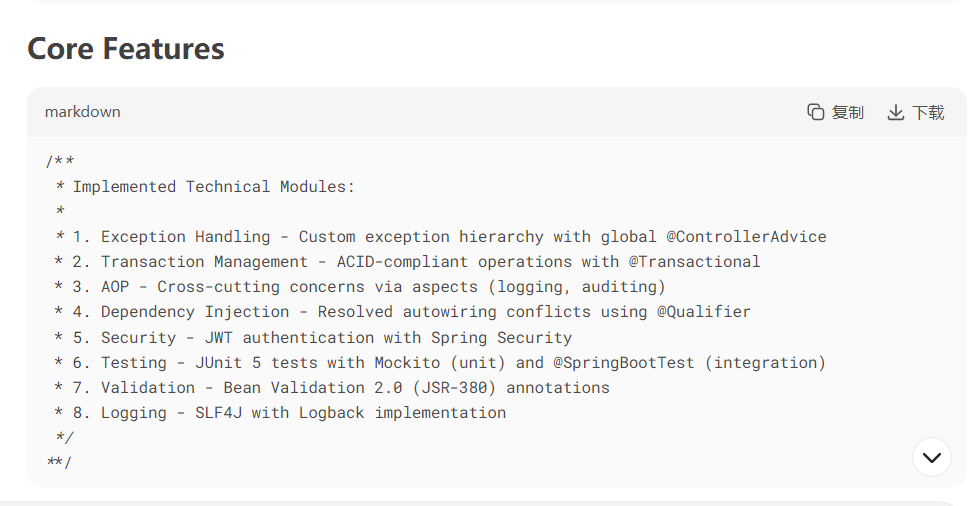 Core Features
markdown 复制 下载
/**
 * Implemented Technical Modules:
 *
 * 1. Exception Handling - Custom exception hierarchy with global @ControllerAdvice
 * 2. Transaction Management - ACID-compliant operations with @Transactional
 * 3. AOP - Cross-cutting concerns via aspects (logging, auditing)
 * 4. Dependency Injection - Resolved autowiring conflicts using @Qualifier
 * 5. Security - JWT authentication with Spring Security
 * 6. Testing - JUnit 5 tests with Mockito (unit) and @SpringBootTest (integration)
 * 7. Validation - Bean Validation 2.0 (JSR-380) annotations
 * 8. Logging - SLF4J with Logback implementation
 */
**/